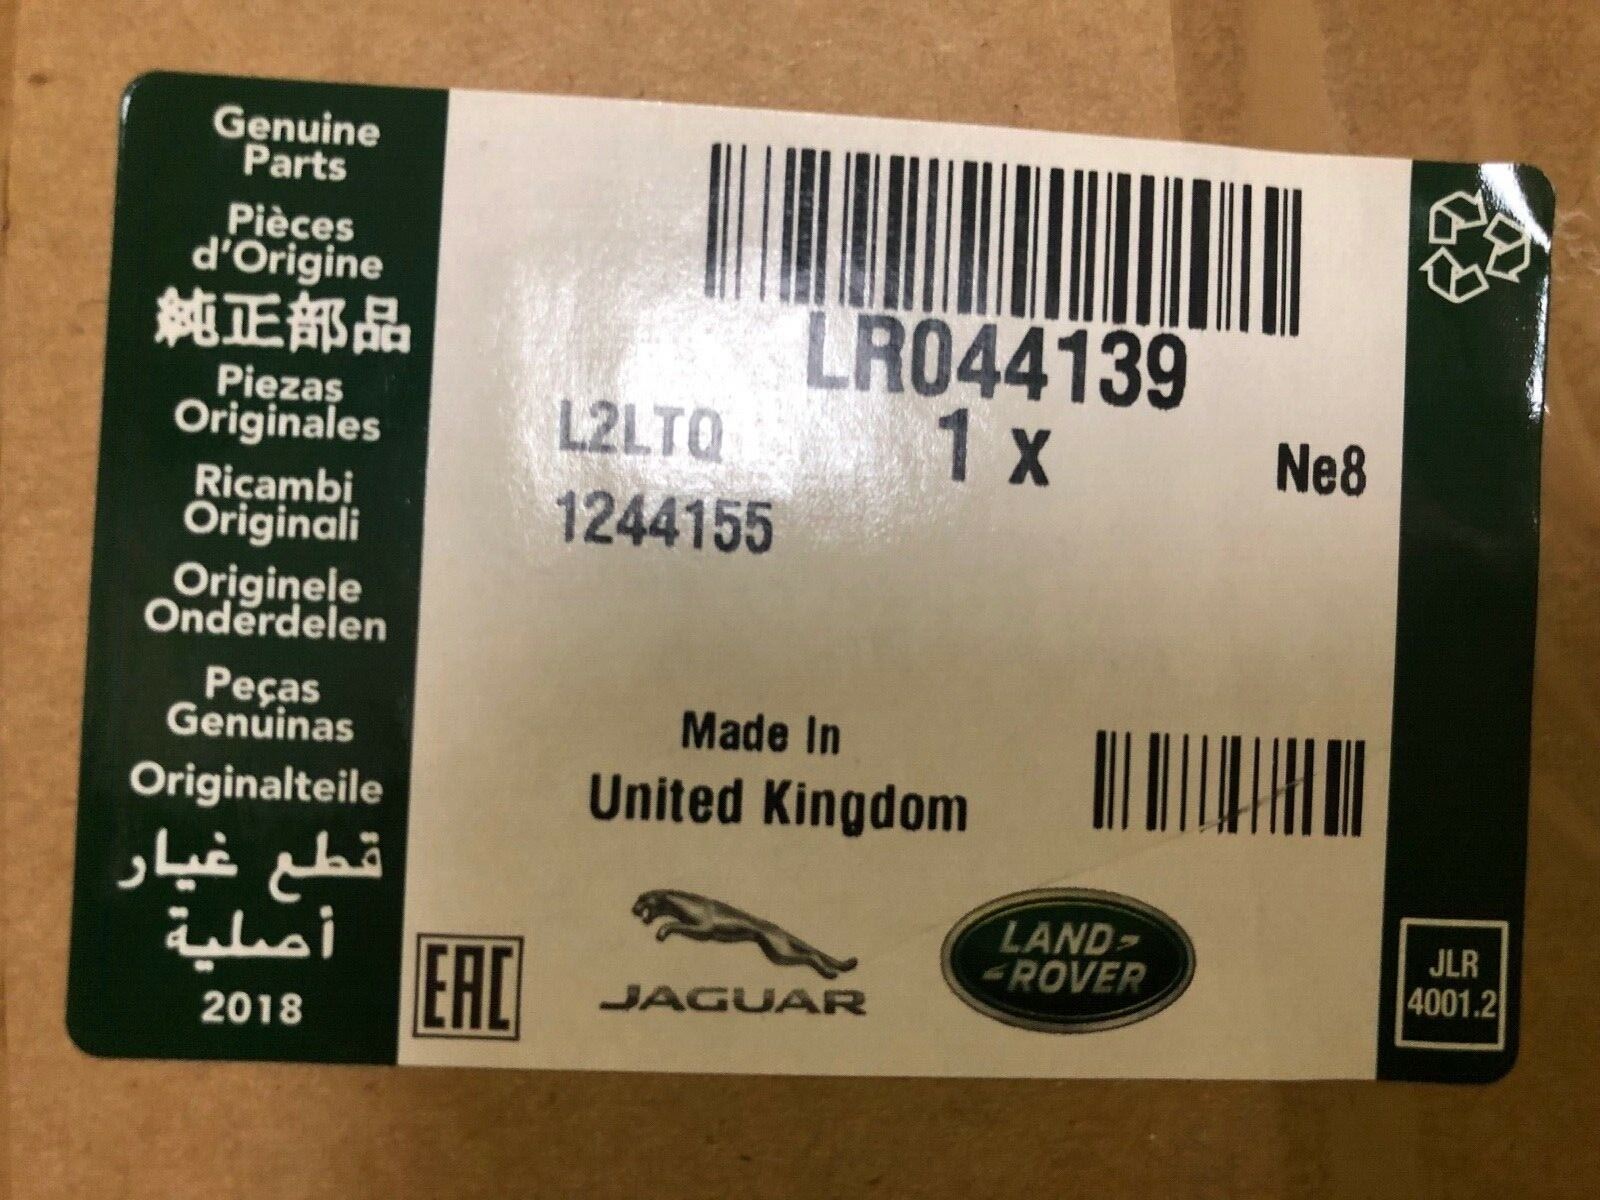 Genuine
Parts
Pièces
d'Origine
純正部品
Piezas
Originales
Ricambi
Originali
Originele
Onderdelen
Peças
Genuinas
Originalteile
قطع غيار
أصلية
2018
LR044139
L2LTQ
1 x
Ne8
1244155
Made In
United Kingdom
EAC
JAGUAR
LAND
ROVER
JLR
4001.2